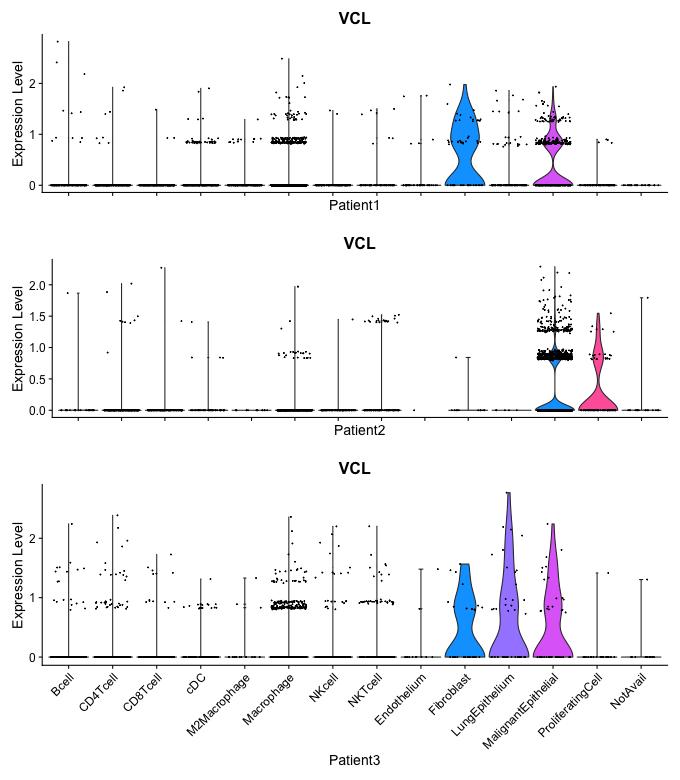 VCL
Expression Level
2
1
0
Patient1
VCL
Expression Level
2.0
1.5
1.0
0.5
0.0
Patient2
VCL
Expression Level
2
1
0
Bcell
CD4Tcell
CD8Tcell
cDC
M2Macrophage
Macrophage
NKcell
NKTcell
Endothelium
Fibroblast
LungEpithelium
MalignantEpithelial
ProliferatingCell
NotAvail
Patient3